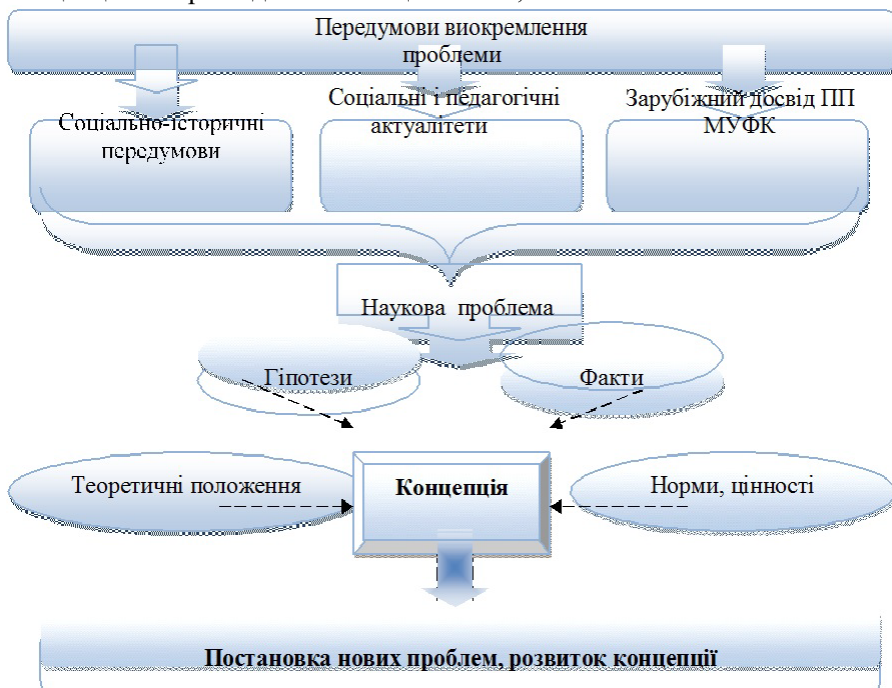 Передумови виокремлення
проблеми
Соціально-історичні
передумови
Соціальні і педагогічні
актуалітети
Зарубіжний досвід ПП
МУФК
Наукова проблема
Гіпотези
Факти
Теоретичні положення
Концепція
Норми, цінності
Постановка нових проблем, розвиток концепції